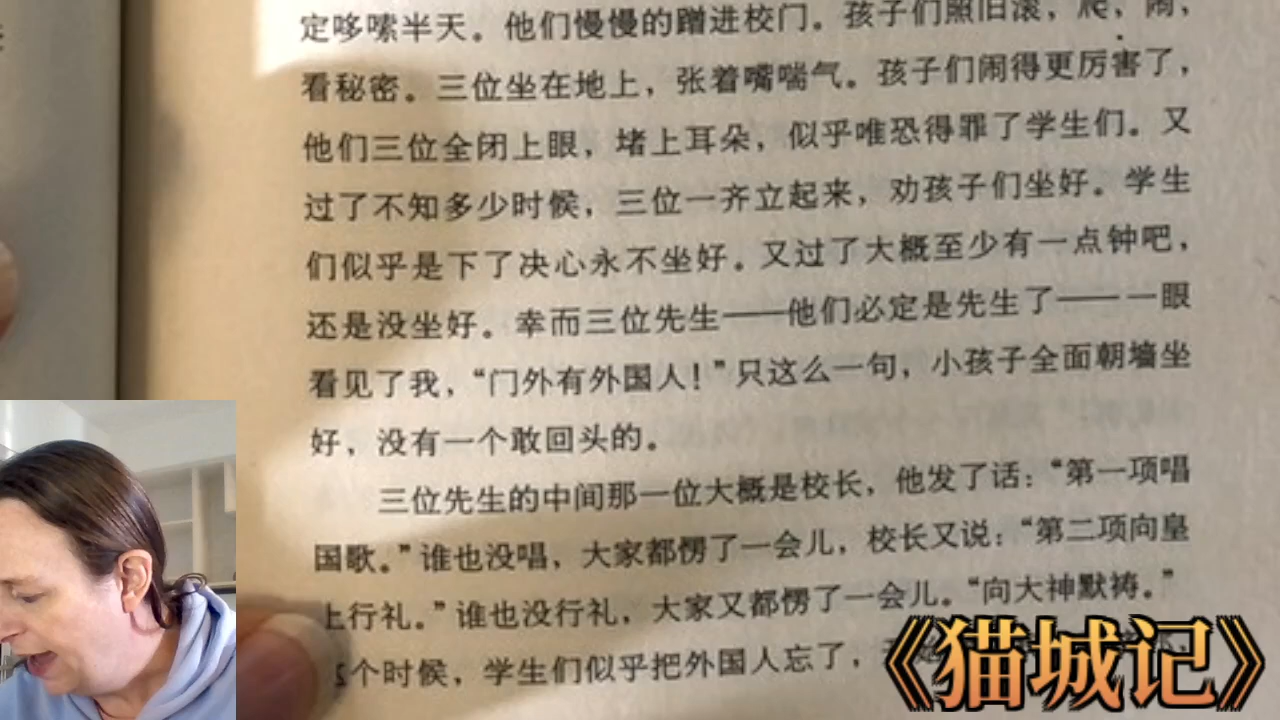 定哆嗦半天。他们慢慢的蹭进校门。孩子们照旧滚，爬，闹，
看秘密。三位坐在地上，张着嘴喘气。孩子们闹得更厉害了，
他们三位全闭上眼，堵上耳朵，似乎唯恐得罪了学生们。又
过了不知多少时候，三位一齐立起来，劝孩子们坐好。学生
们似乎是下了决心永不坐好。又过了大概至少有一点钟吧，
还是没坐好。幸而三位先生——他们必定是先生了——一眼
看见了我，“门外有外国人！”只这么一句，小孩子全面朝墙坐
好，没有一个敢回头的。
三位先生的中间那一位大概是校长，他发了话：“第一项唱
国歌。”谁也没唱，大家都愣了一会儿，校长又说：“第二项向皇
上行礼。”谁也没行礼，大家又都愣了一会儿。“向大神默祷。”
个时候，学生们似乎把外国人忘了，
《猫城记》